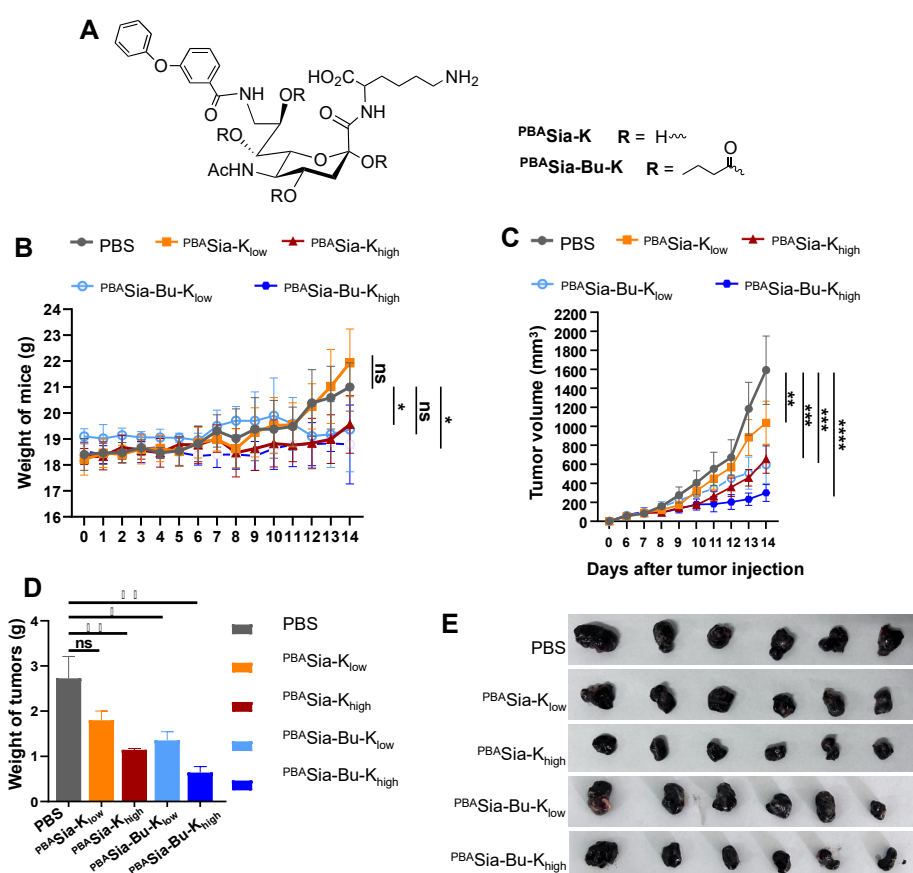 A
O
O
NH
OR
RO
AcHN
RO
O
O
OR
NH
HO₂C
NH₂
PBASia-K R = H
PBASia-Bu-K R = O
B
PBS PBASia-Klow PBASia-Khigh
PBASia-Bu-Klow PBASia-Bu-Khigh
Weight of mice (g)
24
23
22
21
20
19
18
17
16
0 1 2 3 4 5 6 7 8 9 10 11 12 13 14
ns
*
ns
*
C
PBS PBASia-Klow PBASia-Khigh
PBASia-Bu-Klow PBASia-Bu-Khigh
Tumor volume (mm³)
2200
2000
1800
1600
1400
1200
1000
800
600
400
200
0
0 6 7 8 9 10 11 12 13 14
Days after tumor injection
**
***
***
****
D
Weight of tumors (g)
4
3
2
1
0
ns
PBS
PBASia-Klow
PBASia-Khigh
PBASia-Bu-Klow
PBASia-Bu-Khigh
PBS
PBASia-Klow
PBASia-Khigh
PBASia-Bu-Klow
PBASia-Bu-Khigh
E
PBS
PBASia-Klow
PBASia-Khigh
PBASia-Bu-Klow
PBASia-Bu-Khigh